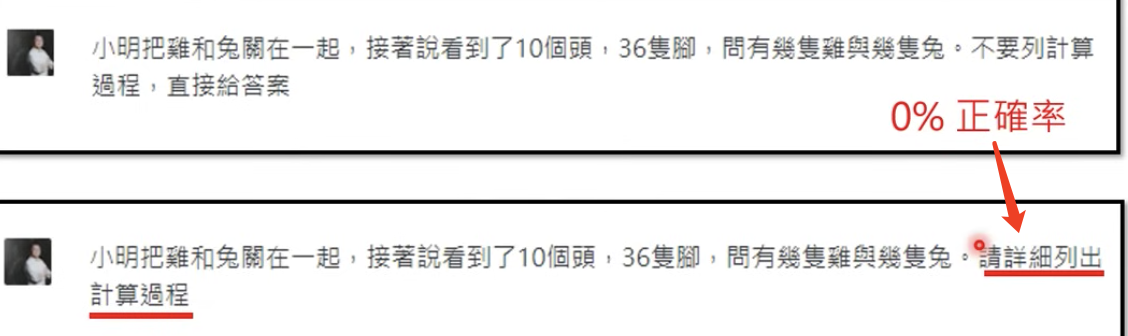 小明把雞和兔關在一起，接著說看到了10個頭，36隻腳，問有幾隻雞與幾隻兔。不要列計算
過程，直接給答案
0% 正確率
小明把雞和兔關在一起，接著說看到了10個頭，36隻腳，問有幾隻雞與幾隻兔。請詳細列出
計算過程